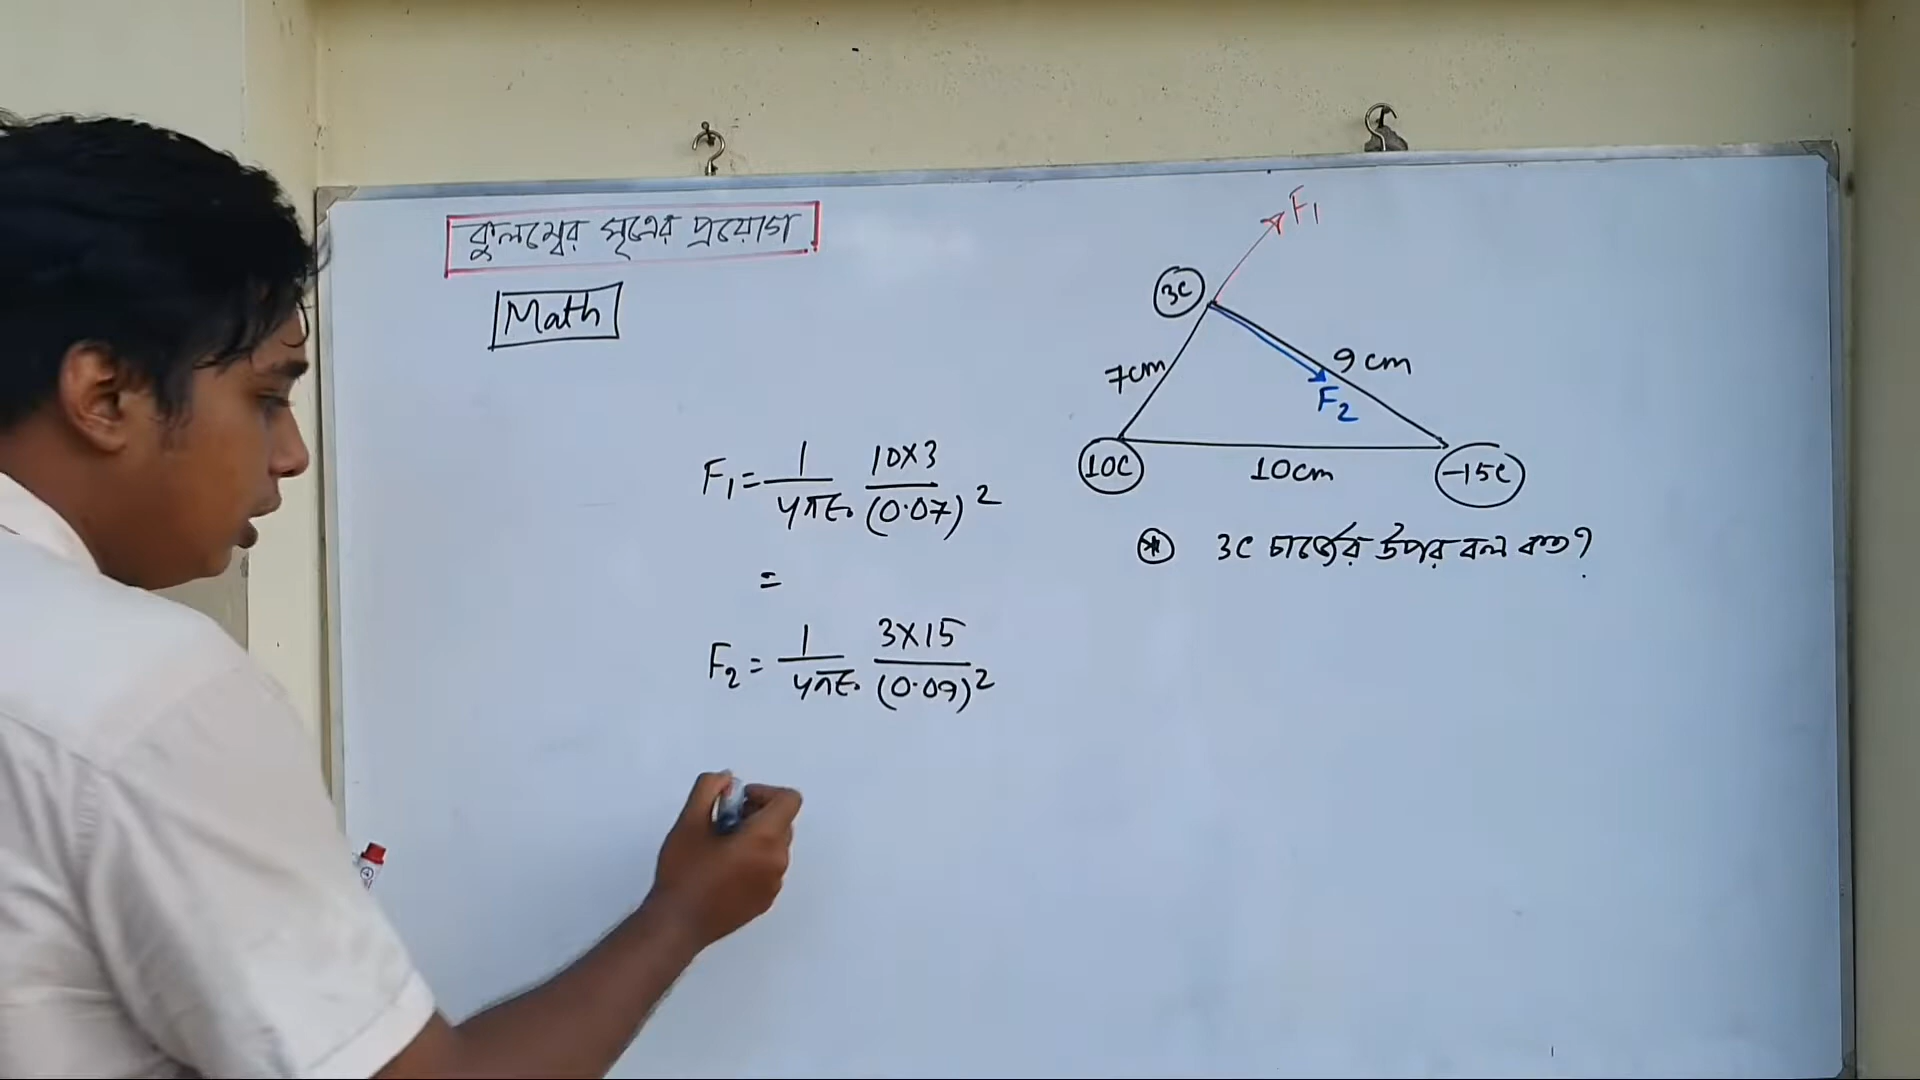 কুলম্বের সূত্রের প্রয়োগ
Math
F₁
3C
7cm
9 cm
F₂
10C
10cm
-15C
⊛ 3C চার্জের উপর বল কত?
F₁ = 1/4πε₀ 10×3/(0.07)²
=
F₂ = 1/4πε₀ 3×15/(0.09)²